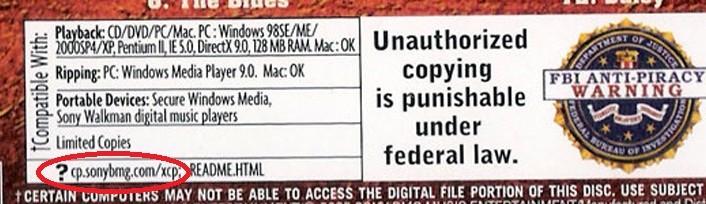 †Compatible With:
Playback: CD/DVD/PC/Mac. PC: Windows 98SE/ME/
2000SP4/XP, Pentium II, IE 5.0, DirectX 9.0, 128 MB RAM. Mac: OK
Ripping: PC: Windows Media Player 9.0. Mac: OK
Portable Devices: Secure Windows Media,
Sony Walkman digital music players
Limited Copies
? cp.sonybmg.com/xcp; README.HTML
Unauthorized
copying
is punishable
under
federal law.
DEPARTMENT OF JUSTICE
FBI ANTI-PIRACY
WARNING
FEDERAL BUREAU OF INVESTIGATION
†CERTAIN COMPUTERS MAY NOT BE ABLE TO ACCESS THE DIGITAL FILE PORTION OF THIS DISC. USE SUBJECT